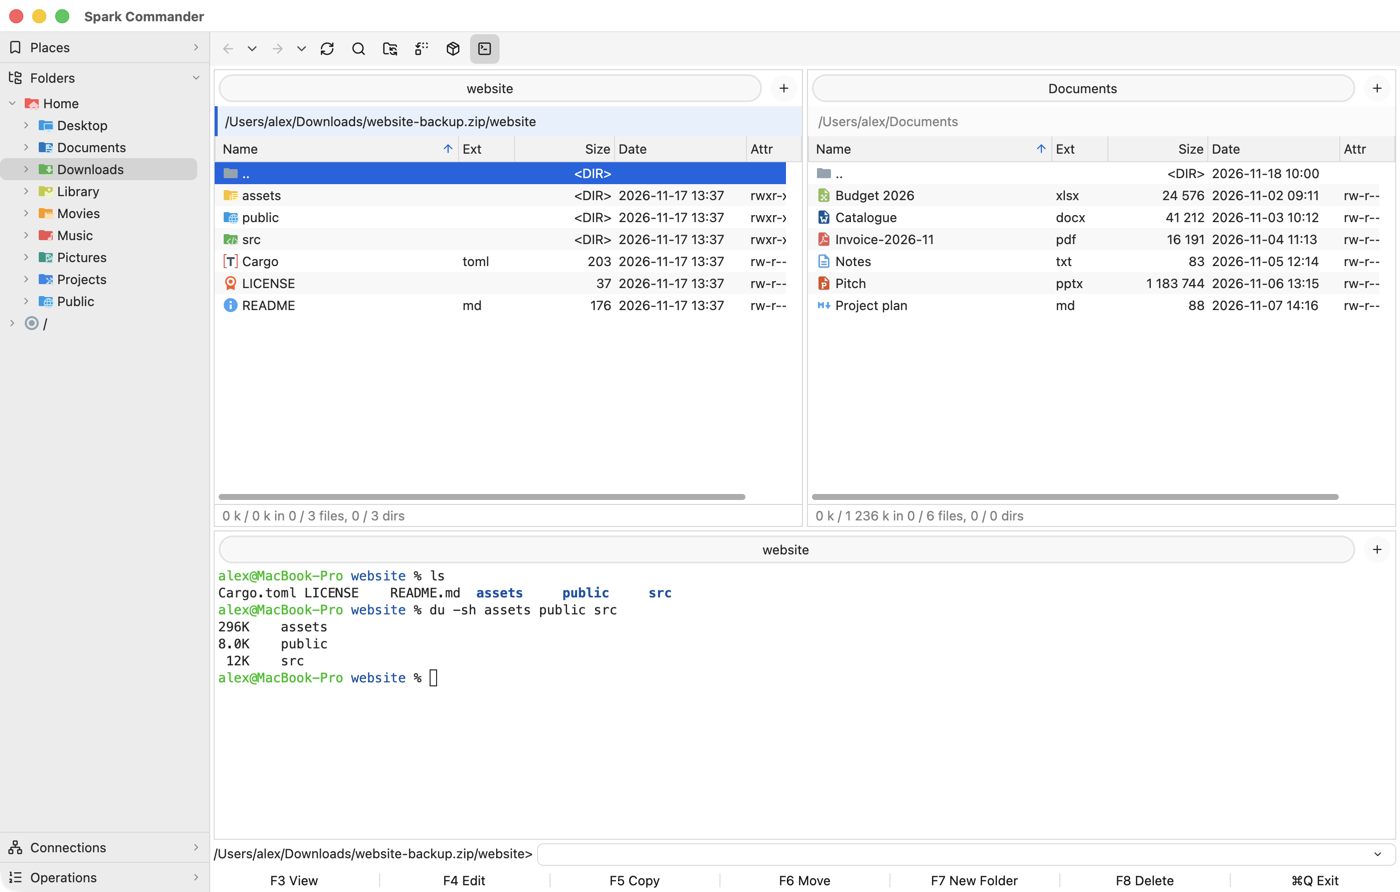 Spark Commander
Places
Folders
Home
Desktop
Documents
Downloads
Library
Movies
Music
Pictures
Projects
Public
/
Connections
Operations
website
+
/Users/alex/Downloads/website-backup.zip/website
Name Ext Size Date Attr
.. <DIR>
assets <DIR> 2026-11-17 13:37 rwxr-x
public <DIR> 2026-11-17 13:37 rwxr-x
src <DIR> 2026-11-17 13:37 rwxr-x
Cargo toml 203 2026-11-17 13:37 rw-r--
LICENSE 37 2026-11-17 13:37 rw-r--
README md 176 2026-11-17 13:37 rw-r--
0 k / 0 k in 0 / 3 files, 0 / 3 dirs
Documents
+
/Users/alex/Documents
Name Ext Size Date Attr
.. <DIR> 2026-11-18 10:00
Budget 2026 xlsx 24 576 2026-11-02 09:11 rw-r--
Catalogue docx 41 212 2026-11-03 10:12 rw-r--
Invoice-2026-11 pdf 16 191 2026-11-04 11:13 rw-r--
Notes txt 83 2026-11-05 12:14 rw-r--
Pitch pptx 1 183 744 2026-11-06 13:15 rw-r--
Project plan md 88 2026-11-07 14:16 rw-r--
0 k / 1 236 k in 0 / 6 files, 0 / 0 dirs
website
+
alex@MacBook-Pro website % ls
Cargo.toml LICENSE README.md assets public src
alex@MacBook-Pro website % du -sh assets public src
296K assets
8.0K public
12K src
alex@MacBook-Pro website %
/Users/alex/Downloads/website-backup.zip/website>
F3 View F4 Edit F5 Copy F6 Move F7 New Folder F8 Delete ⌘Q Exit